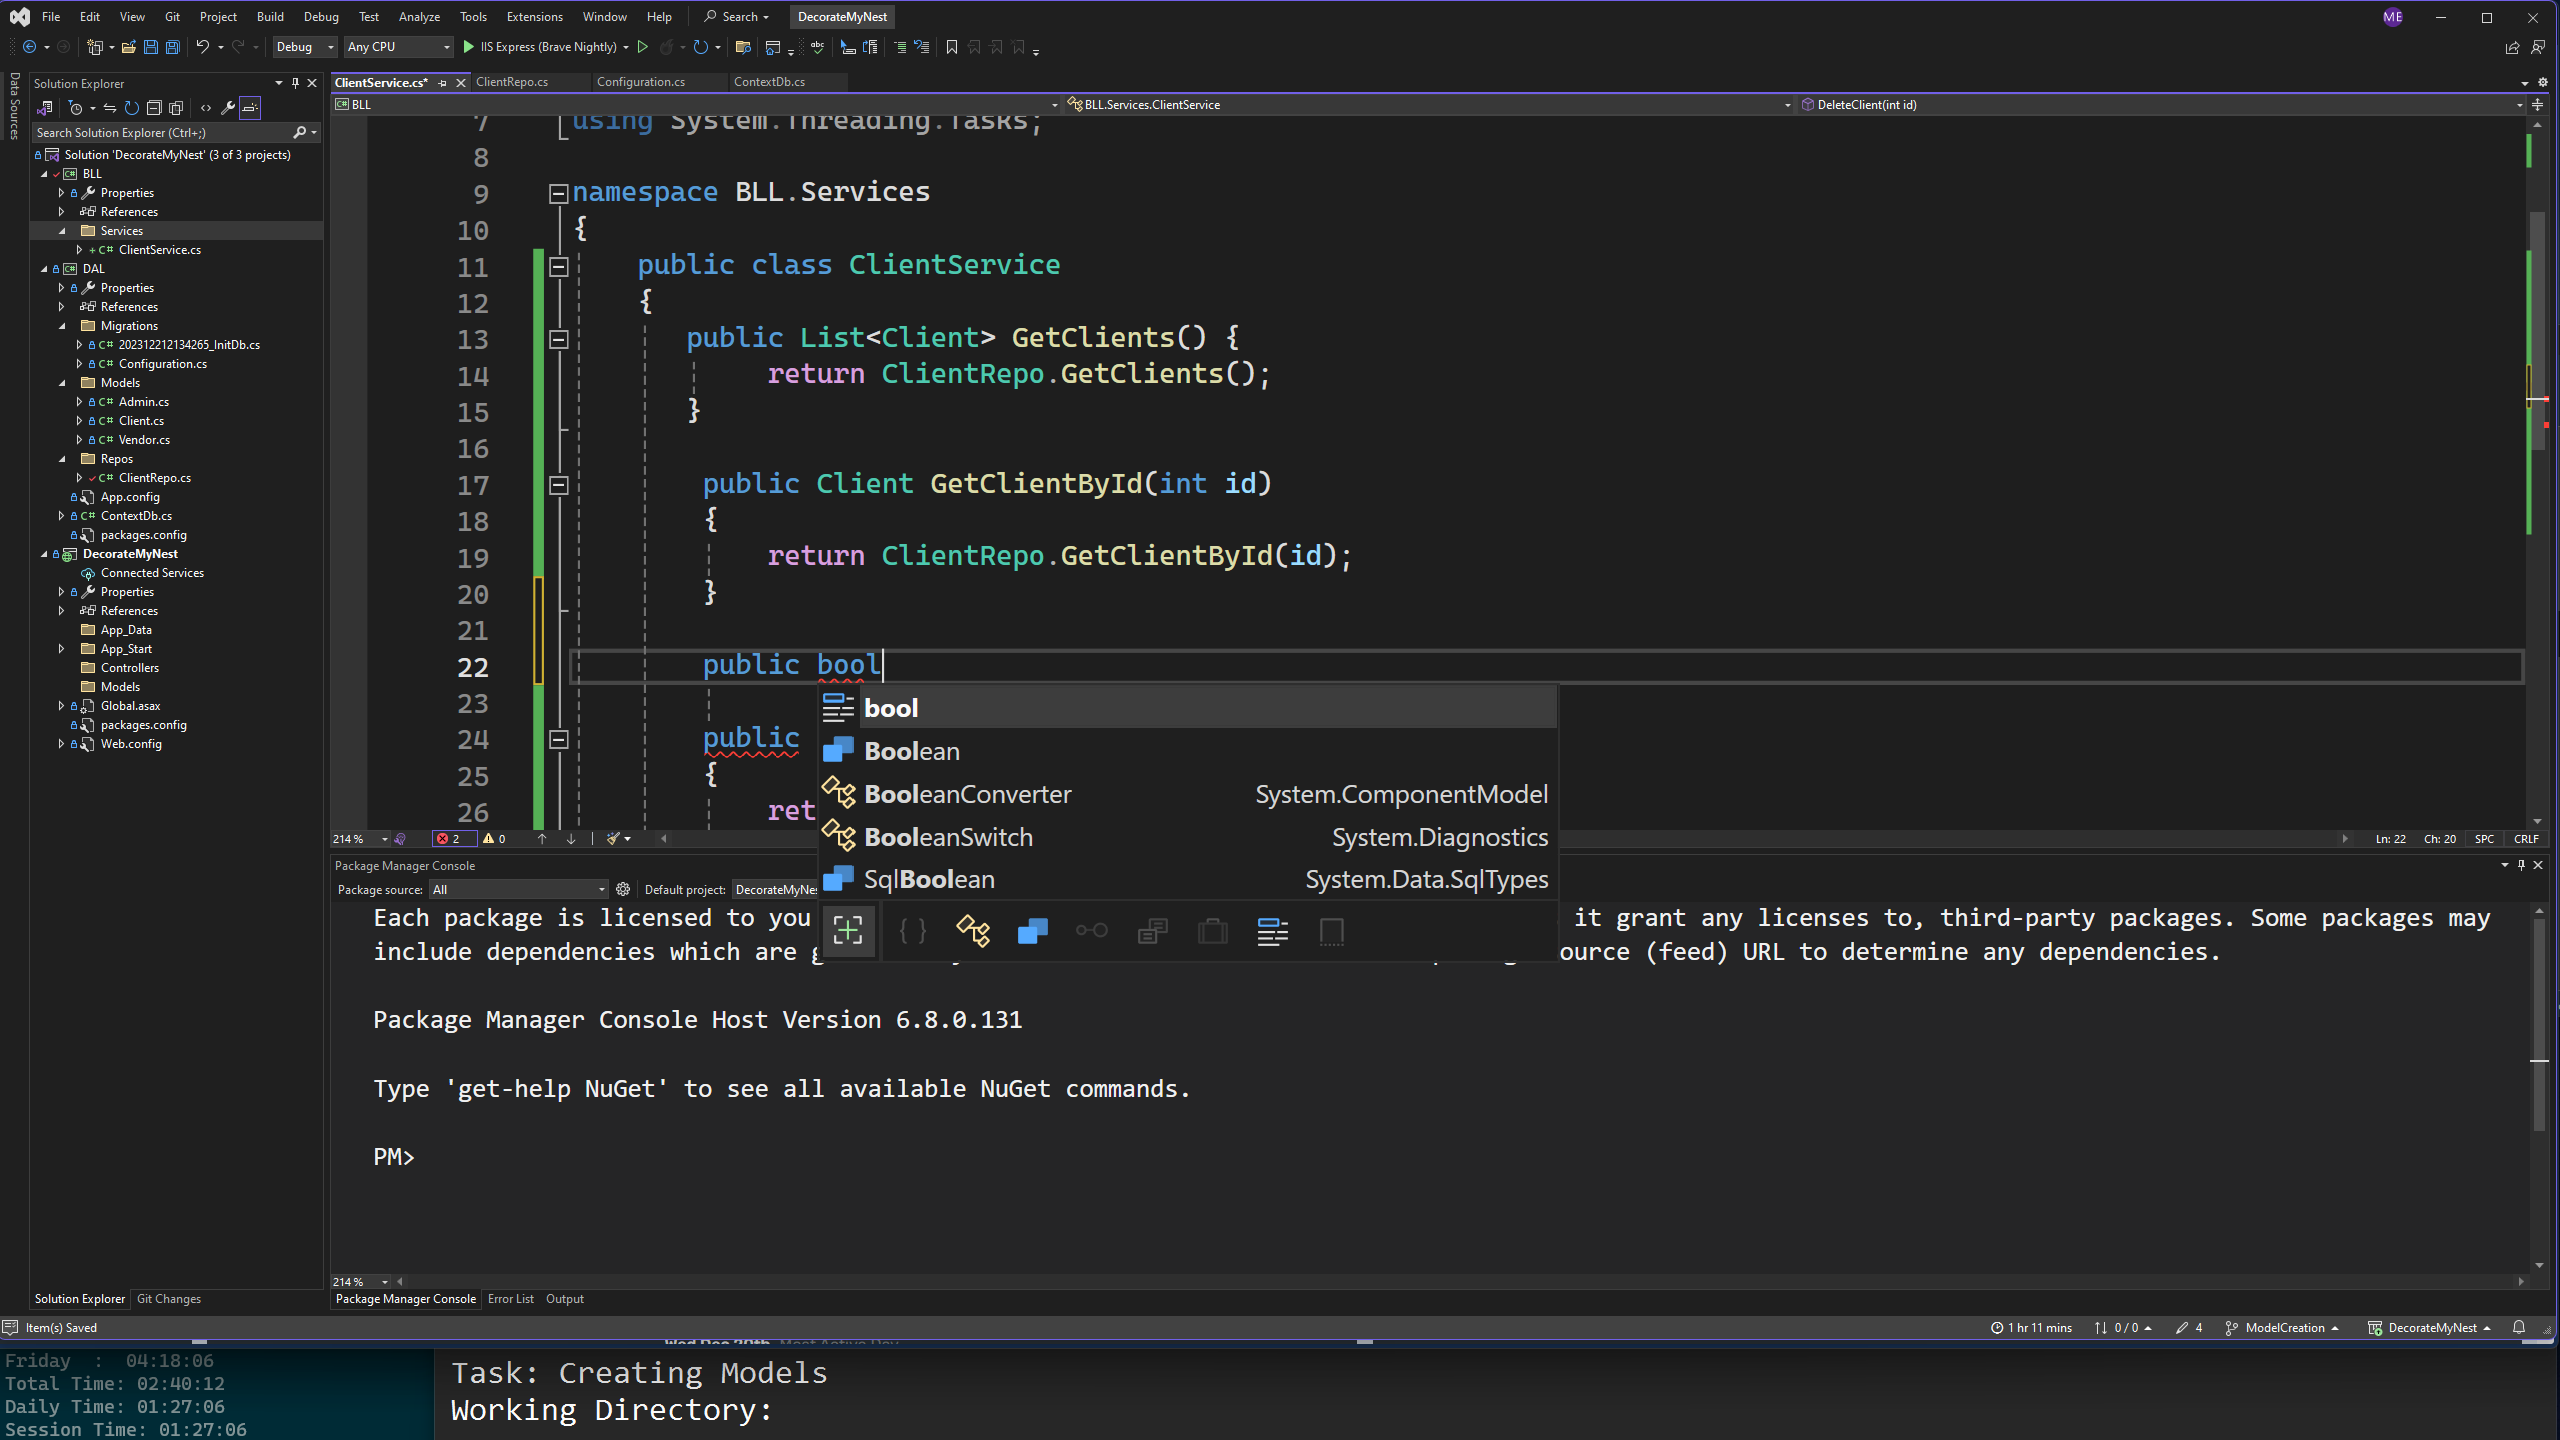 File Edit View Git Project Build Debug Test Analyze Tools Extensions Window Help Search DecorateMyNest ME
Debug Any CPU IIS Express (Brave Nightly)
Data Sources
Solution Explorer
Search Solution Explorer (Ctrl+;)
Solution 'DecorateMyNest' (3 of 3 projects)
BLL
Properties
References
Services
ClientService.cs
DAL
Properties
References
Migrations
202312212134265_InitDb.cs
Configuration.cs
Models
Admin.cs
Client.cs
Vendor.cs
Repos
ClientRepo.cs
App.config
ContextDb.cs
packages.config
DecorateMyNest
Connected Services
Properties
References
App_Data
App_Start
Controllers
Models
Global.asax
packages.config
Web.config
Solution Explorer Git Changes
ClientService.cs* ClientRepo.cs Configuration.cs ContextDb.cs
BLL BLL.Services.ClientService DeleteClient(int id)
7 using System.Threading.Tasks;
8
9 namespace BLL.Services
10 {
11 public class ClientService
12 {
13 public List<Client> GetClients() {
14 return ClientRepo.GetClients();
15 }
16
17 public Client GetClientById(int id)
18 {
19 return ClientRepo.GetClientById(id);
20 }
21
22 public bool
23
24 public
25 {
26 ret
bool
Boolean
BooleanConverter System.ComponentModel
BooleanSwitch System.Diagnostics
SqlBoolean System.Data.SqlTypes
214 % 2 0 Ln: 22 Ch: 20 SPC CRLF
Package Manager Console
Package source: All Default project: DecorateMyNes
Each package is licensed to you it grant any licenses to, third-party packages. Some packages may
include dependencies which are g ource (feed) URL to determine any dependencies.
Package Manager Console Host Version 6.8.0.131
Type 'get-help NuGet' to see all available NuGet commands.
PM>
214 %
Package Manager Console Error List Output
Item(s) Saved 1 hr 11 mins 0 / 0 4 ModelCreation DecorateMyNest
Wed Dec 20th Most Active Day
Friday : 04:18:06
Total Time: 02:40:12
Daily Time: 01:27:06
Session Time: 01:27:06
Task: Creating Models
Working Directory: